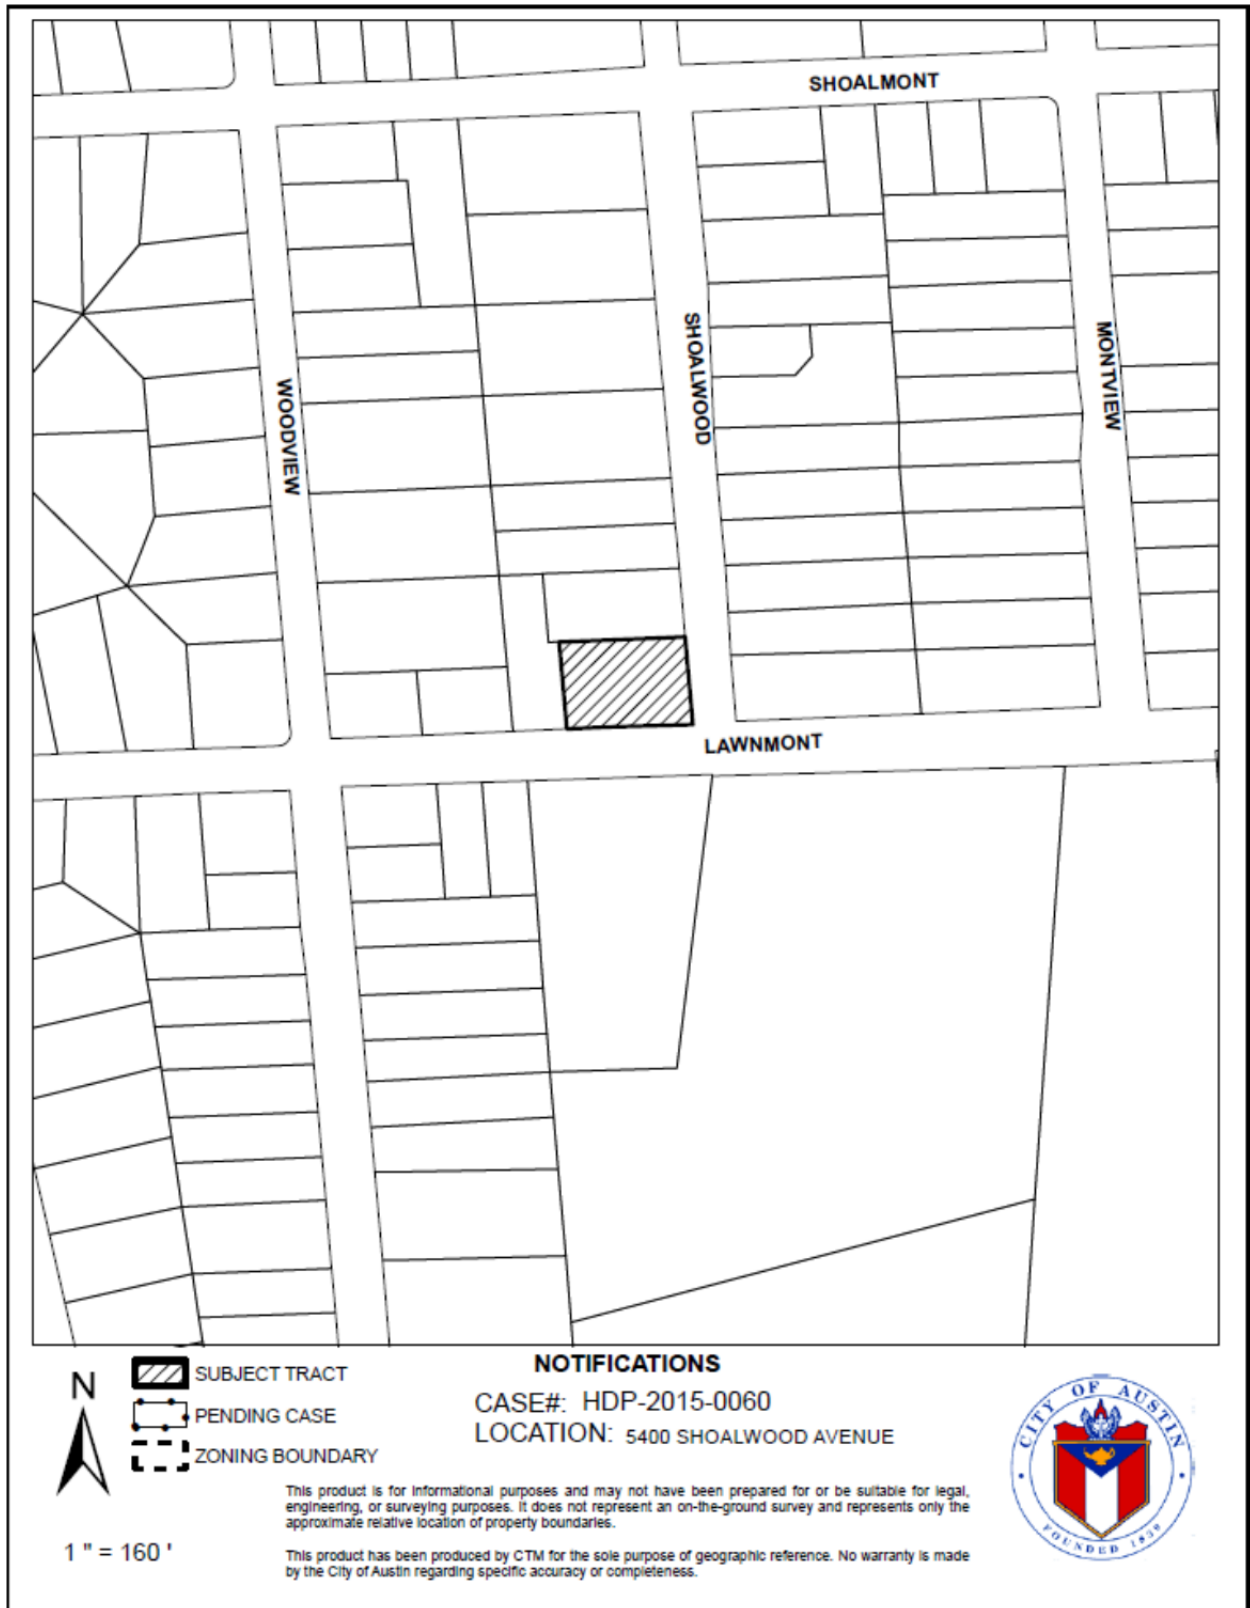 SHOALMONT
WOODVIEW
SHOALWOOD
MONTVIEW
LAWNMONT
N
SUBJECT TRACT
PENDING CASE
ZONING BOUNDARY
1 " = 160 '
NOTIFICATIONS
CASE#: HDP-2015-0060
LOCATION: 5400 SHOALWOOD AVENUE
This product is for informational purposes and may not have been prepared for or be suitable for legal,
engineering, or surveying purposes. It does not represent an on-the-ground survey and represents only the
approximate relative location of property boundaries.
This product has been produced by CTM for the sole purpose of geographic reference. No warranty is made
by the City of Austin regarding specific accuracy or completeness.
CITY OF AUSTIN
FOUNDED 1839